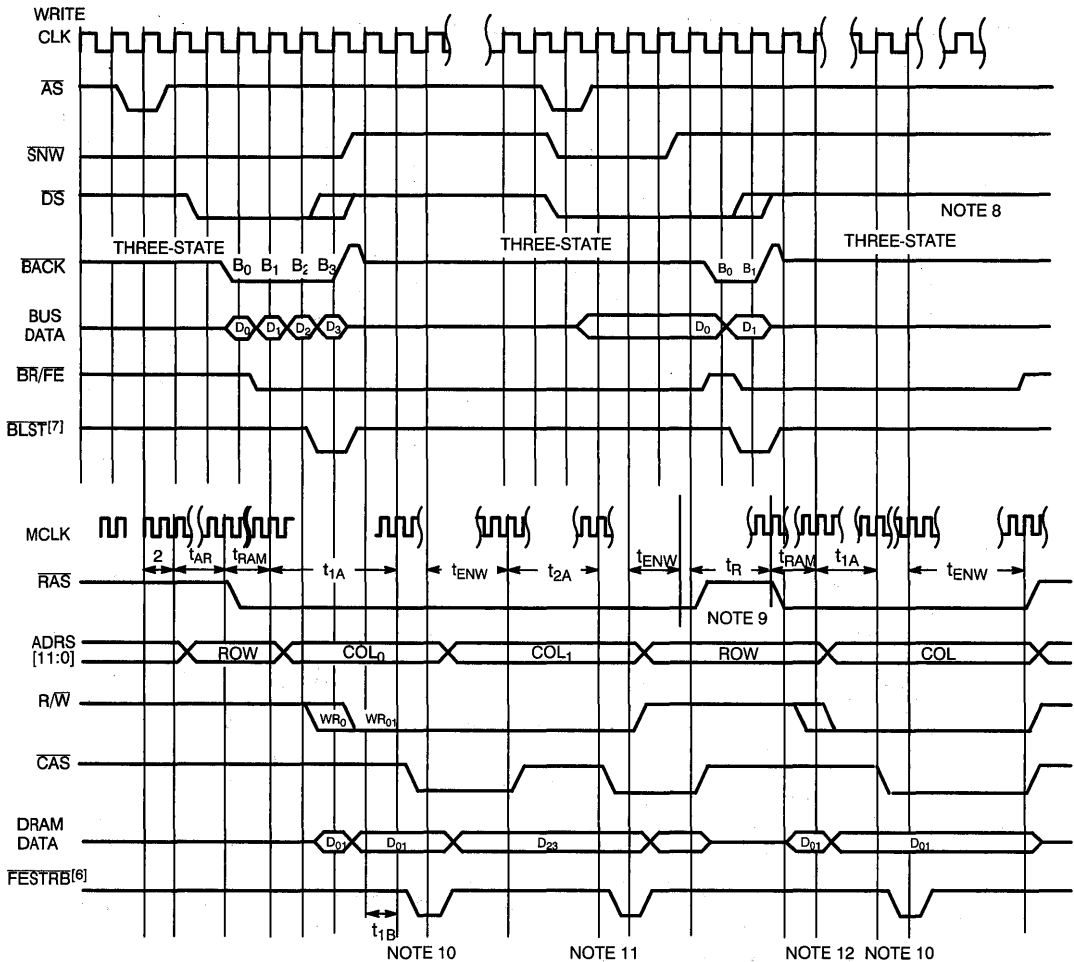 WRITE
CLK
AS
SNW
DS
NOTE 8
THREE-STATE THREE-STATE THREE-STATE
BACK B0 B1 B2 B3 B0 B1
BUS
DATA D0 D1 D2 D3 D0 D1
BR/FE
BLST[7]
MCLK
2 tAR tRAM t1A tENW t2A tENW tR tRAM t1A tENW
RAS
NOTE 9
ADRS
[11:0] ROW COL0 COL1 ROW COL
R/W WR0 WR01
CAS
DRAM
DATA D01 D01 D23 D01 D01
FESTRB[6]
t1B
NOTE 10 NOTE 11 NOTE 12 NOTE 10